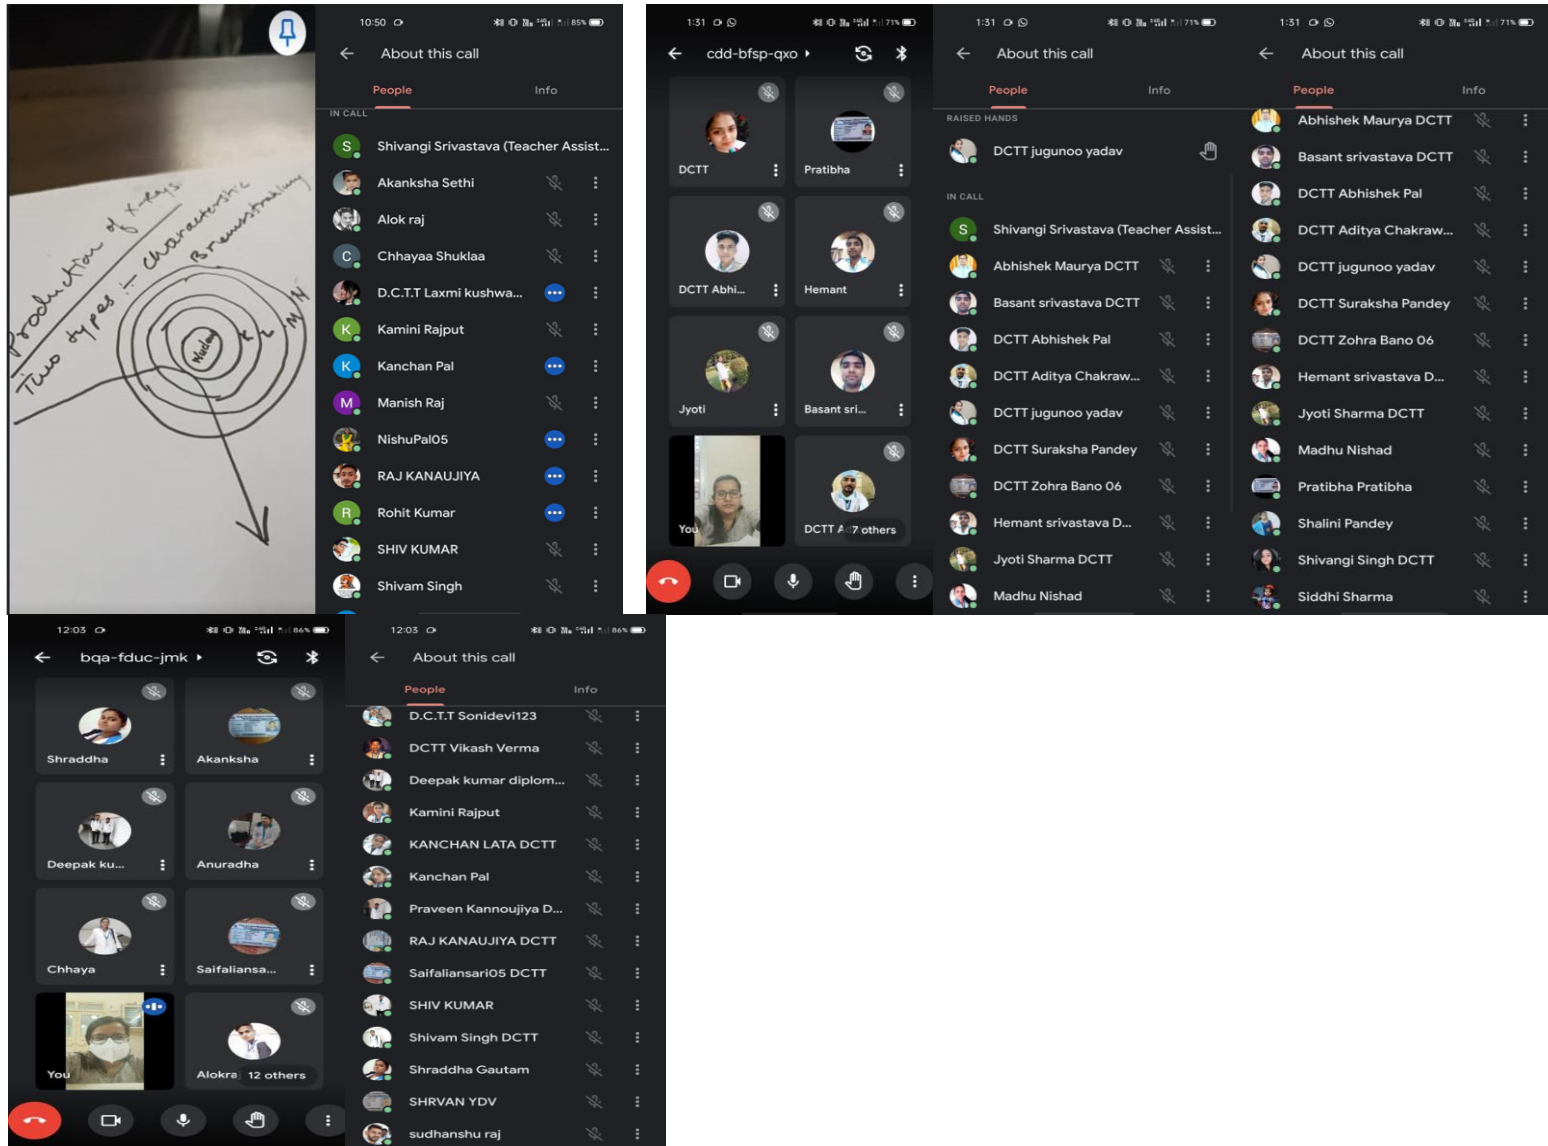 Production of X-rays
Two types :- Characterstic
Bremsstrahlung
K
L
M
N
10:50
85%
About this call
People
Info
IN CALL
S
Shivangi Srivastava (Teacher Assist...
Akanksha Sethi
Alok raj
C
Chhayaa Shuklaa
D.C.T.T Laxmi kushwa...
K
Kamini Rajput
K
Kanchan Pal
M
Manish Raj
NishuPal05
RAJ KANAUJIYA
R
Rohit Kumar
SHIV KUMAR
Shivam Singh
1:31
71%
cdd-bfsp-qxo
DCTT
Pratibha
DCTT Abhi...
Hemant
Jyoti
Basant sri...
You
DCTT A
7 others
1:31
71%
About this call
People
Info
RAISED HANDS
DCTT jugunoo yadav
IN CALL
S
Shivangi Srivastava (Teacher Assist...
Abhishek Maurya DCTT
Basant srivastava DCTT
DCTT Abhishek Pal
DCTT Aditya Chakraw...
DCTT jugunoo yadav
DCTT Suraksha Pandey
DCTT Zohra Bano 06
Hemant srivastava D...
Jyoti Sharma DCTT
Madhu Nishad
1:31
71%
About this call
People
Info
Abhishek Maurya DCTT
Basant srivastava DCTT
DCTT Abhishek Pal
DCTT Aditya Chakraw...
DCTT jugunoo yadav
DCTT Suraksha Pandey
DCTT Zohra Bano 06
Hemant srivastava D...
Jyoti Sharma DCTT
Madhu Nishad
Pratibha Pratibha
Shalini Pandey
Shivangi Singh DCTT
Siddhi Sharma
12:03
86%
bqa-fduc-jmk
Shraddha
Akanksha
Deepak ku...
Anuradha
Chhaya
Saifaliansa...
You
Alokra
12 others
12:03
86%
About this call
People
Info
D.C.T.T Sonidevi123
DCTT Vikash Verma
Deepak kumar diplom...
Kamini Rajput
KANCHAN LATA DCTT
Kanchan Pal
Praveen Kannoujiya D...
RAJ KANAUJIYA DCTT
Saifaliansari05 DCTT
SHIV KUMAR
Shivam Singh DCTT
Shraddha Gautam
SHRVAN YDV
sudhanshu raj